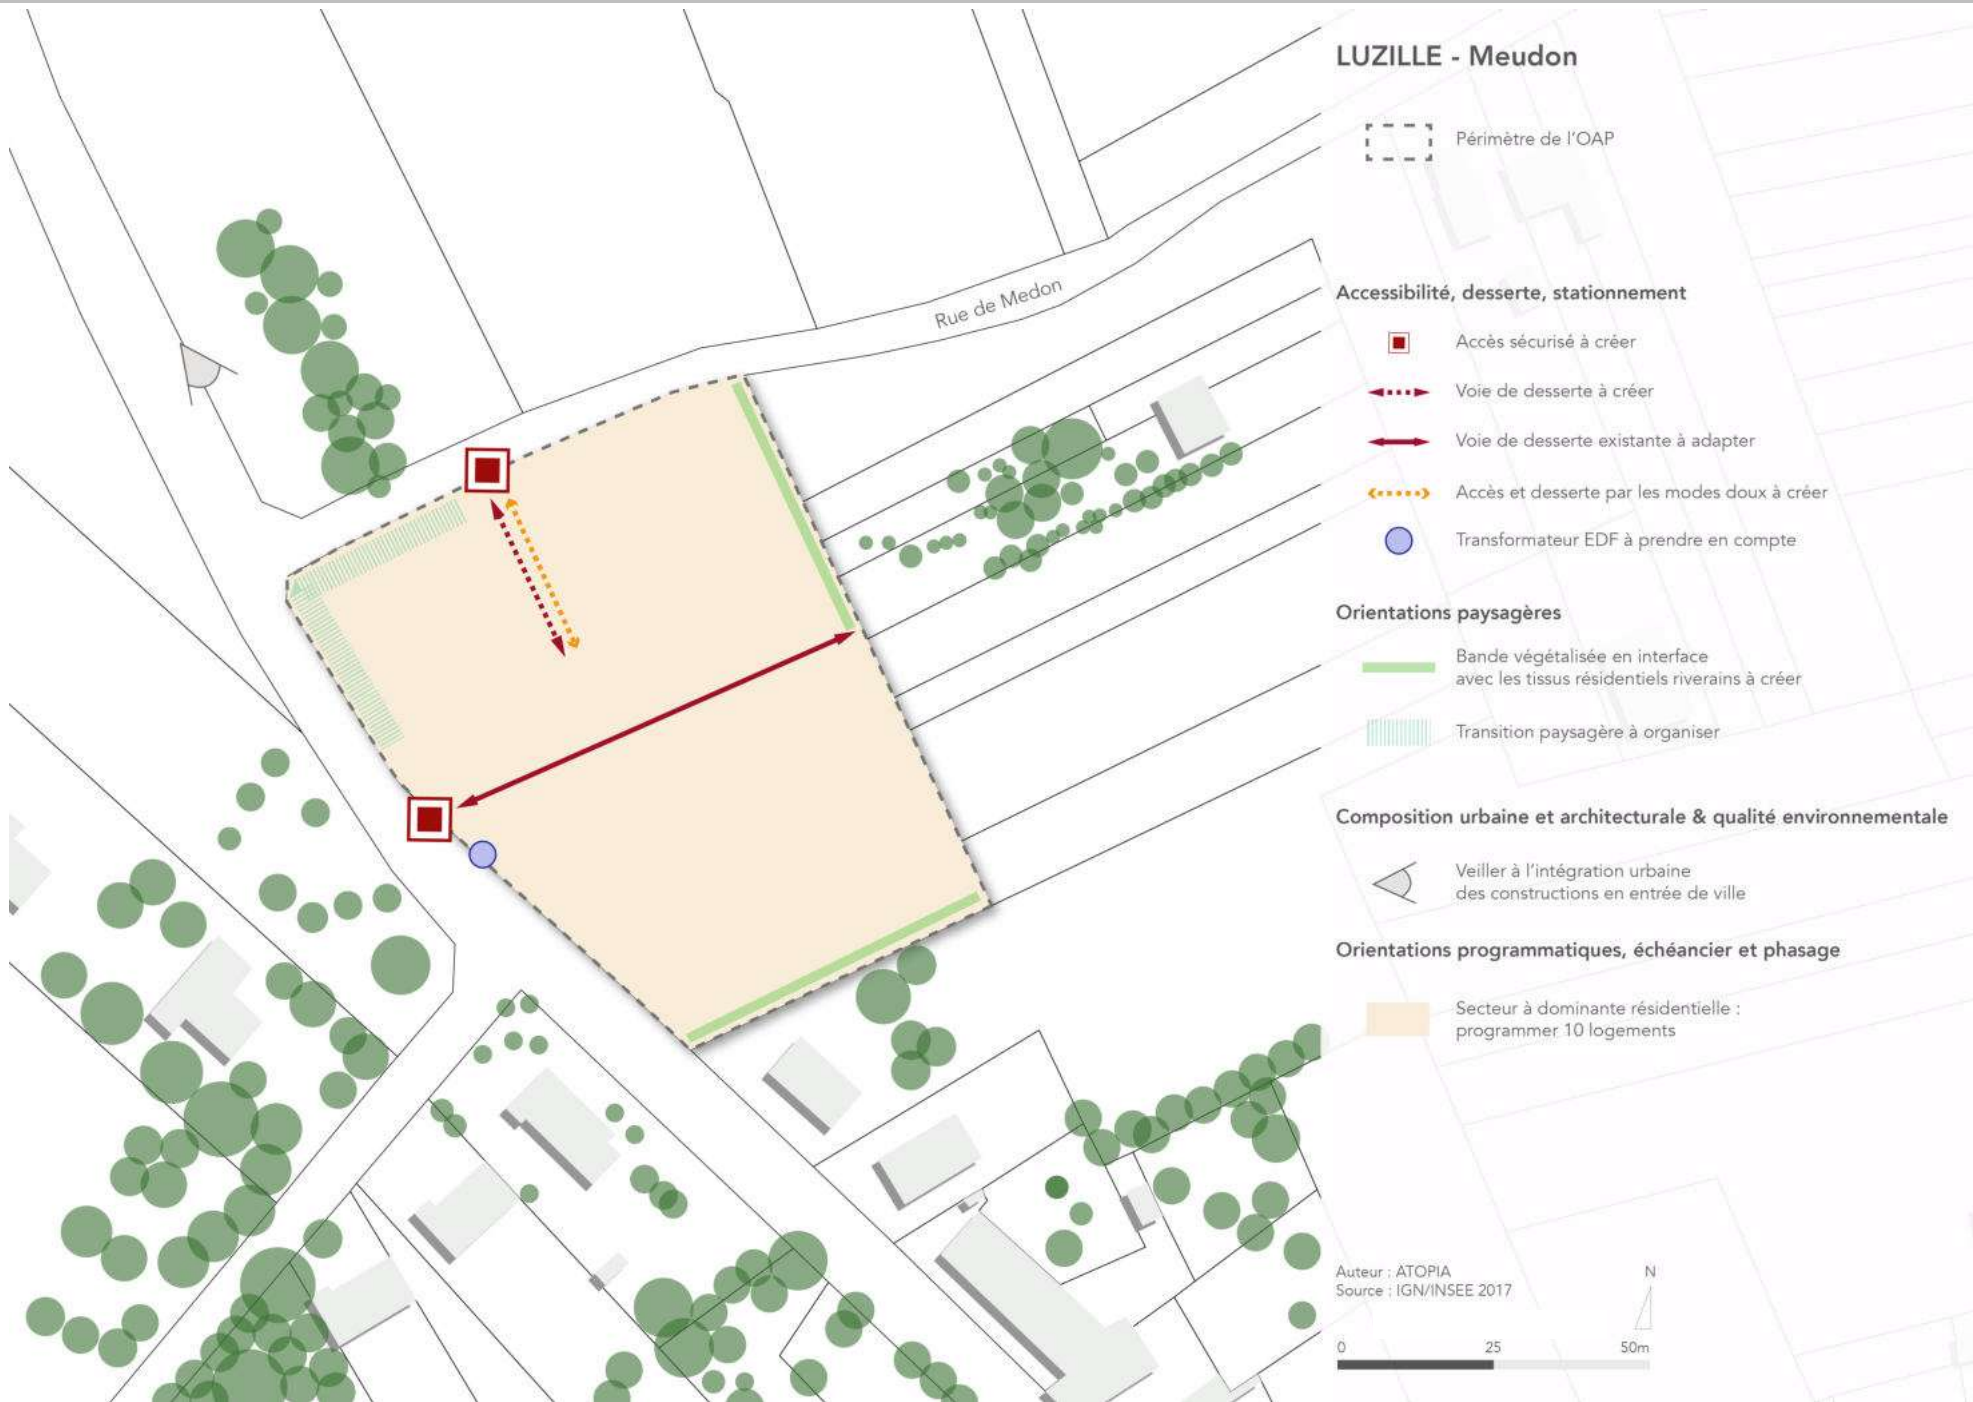 LUZILLE - Meudon
Périmètre de l'OAP
Rue de Medon
Accessibilité, desserte, stationnement
Accès sécurisé à créer
Voie de desserte à créer
Voie de desserte existante à adapter
Accès et desserte par les modes doux à créer
Transformateur EDF à prendre en compte
Orientations paysagères
Bande végétalisée en interface
avec les tissus résidentiels riverains à créer
Transition paysagère à organiser
Composition urbaine et architecturale & qualité environnementale
Veiller à l'intégration urbaine
des constructions en entrée de ville
Orientations programmatiques, échéancier et phasage
Secteur à dominante résidentielle :
programmer 10 logements
Auteur : ATOPIA
Source : IGN/INSEE 2017
N
0 25 50m